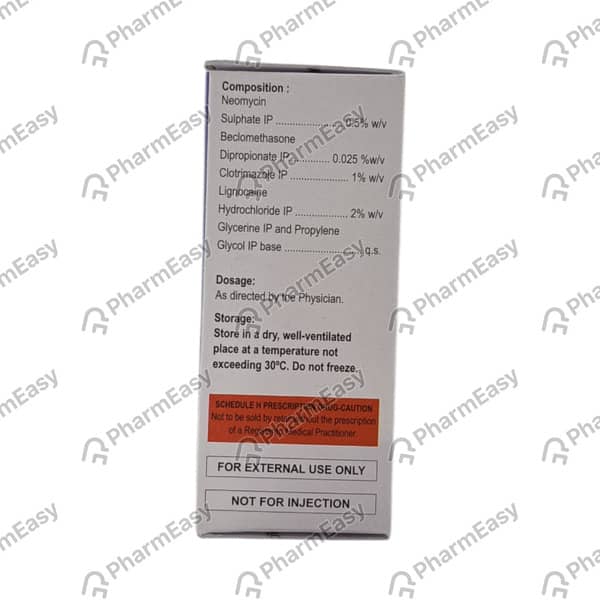 Composition :
Neomycin
Sulphate IP ........................ 0.5% w/v
Beclomethasone
Dipropionate IP ............ 0.025 %w/v
Clotrimazole IP ..................... 1% w/v
Lignocaine
Hydrochloride IP .................... 2% w/v
Glycerine IP and Propylene
Glycol IP base ............................. q.s.
Dosage:
As directed by the Physician.
Storage:
Store in a dry, well-ventilated
place at a temperature not
exceeding 30ºC. Do not freeze.
SCHEDULE H PRESCRIPTION DRUG-CAUTION
Not to be sold by retail without the prescription
of a Registered Medical Practitioner.
FOR EXTERNAL USE ONLY
NOT FOR INJECTION
PharmEasy